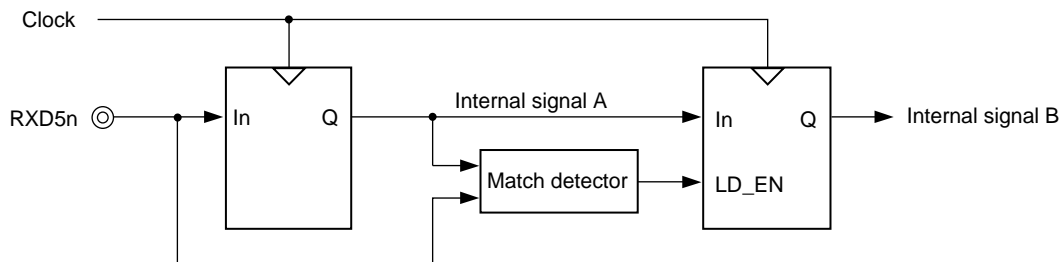 Clock
RXD5n
In
Q
Internal signal A
Match detector
In
Q
LD_EN
Internal signal B